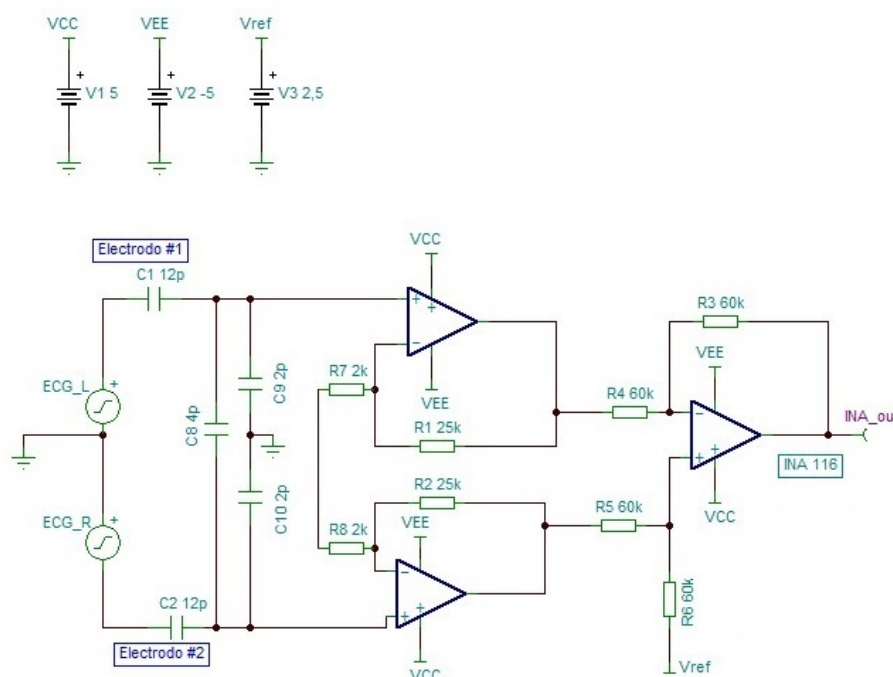 VCC VEE Vref
+ + +
V1 5 V2 -5 V3 2,5
Electrodo #1
C1 12p
VCC
R3 60k
+
+
-
R7 2k
VEE
ECG_L
+
C8 4p
C9 2p
R1 25k
R4 60k
VEE
-
+
+
INA_ou
INA 116
C10 2p
R2 25k
R5 60k
VCC
ECG_R
+
R8 2k
VEE
-
+
+
R6 60k
C2 12p
Electrodo #2
VCC
Vref